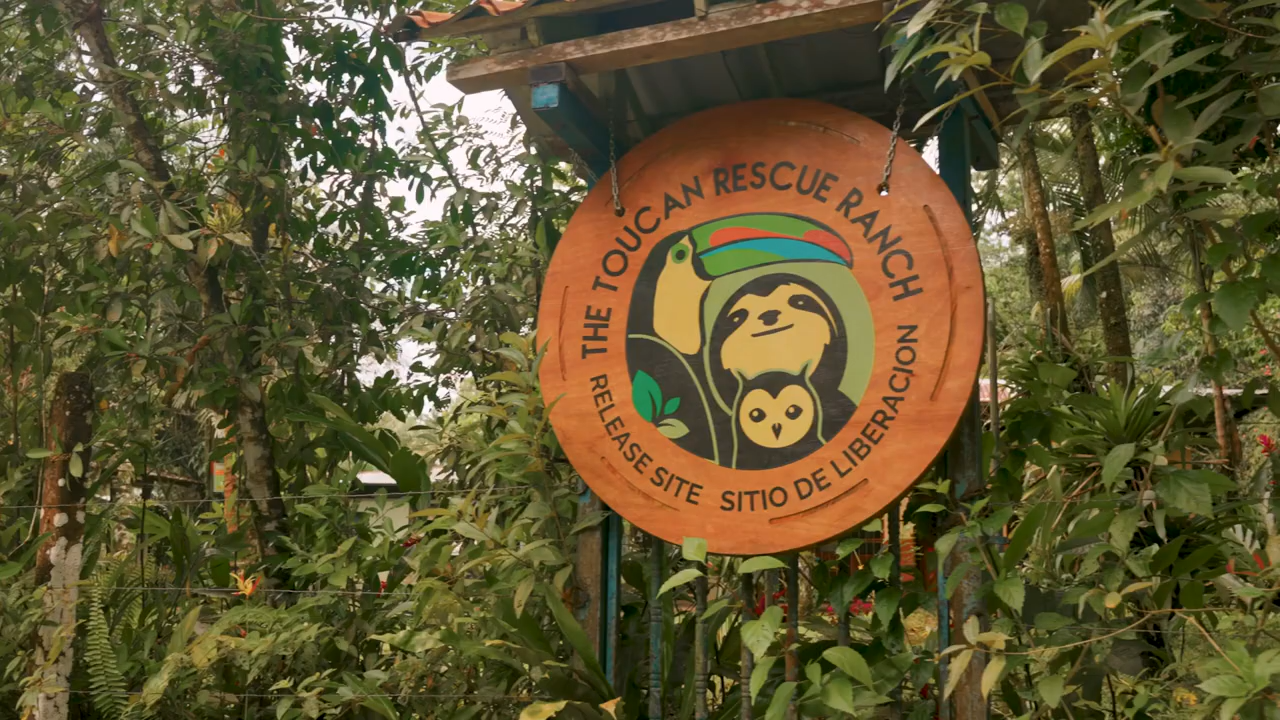 THE TOUCAN RESCUE RANCH
RELEASE SITE
SITIO DE LIBERACION